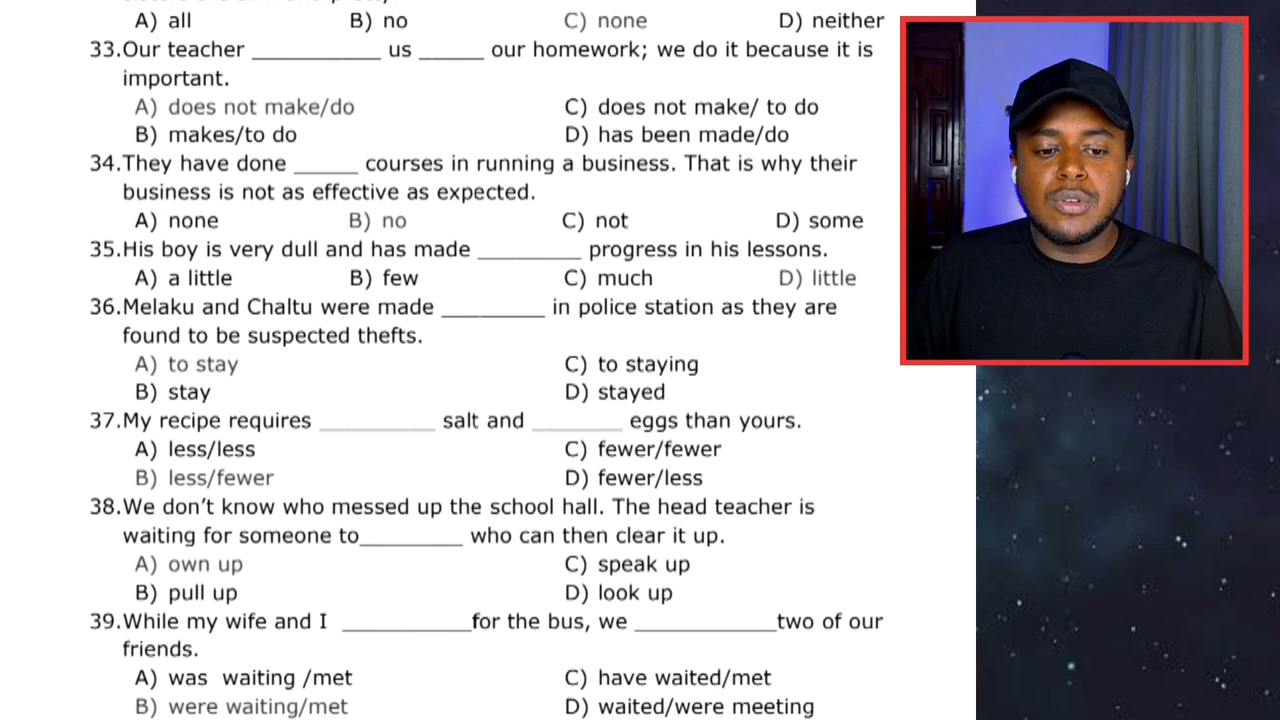 A) all B) no C) none D) neither
33.Our teacher ____________ us ______ our homework; we do it because it is
important.
A) does not make/do C) does not make/ to do
B) makes/to do D) has been made/do
34.They have done ______ courses in running a business. That is why their
business is not as effective as expected.
A) none B) no C) not D) some
35.His boy is very dull and has made __________ progress in his lessons.
A) a little B) few C) much D) little
36.Melaku and Chaltu were made __________ in police station as they are
found to be suspected thefts.
A) to stay C) to staying
B) stay D) stayed
37.My recipe requires ___________ salt and _________ eggs than yours.
A) less/less C) fewer/fewer
B) less/fewer D) fewer/less
38.We don't know who messed up the school hall. The head teacher is
waiting for someone to__________ who can then clear it up.
A) own up C) speak up
B) pull up D) look up
39.While my wife and I ____________for the bus, we _____________two of our
friends.
A) was waiting /met C) have waited/met
B) were waiting/met D) waited/were meeting